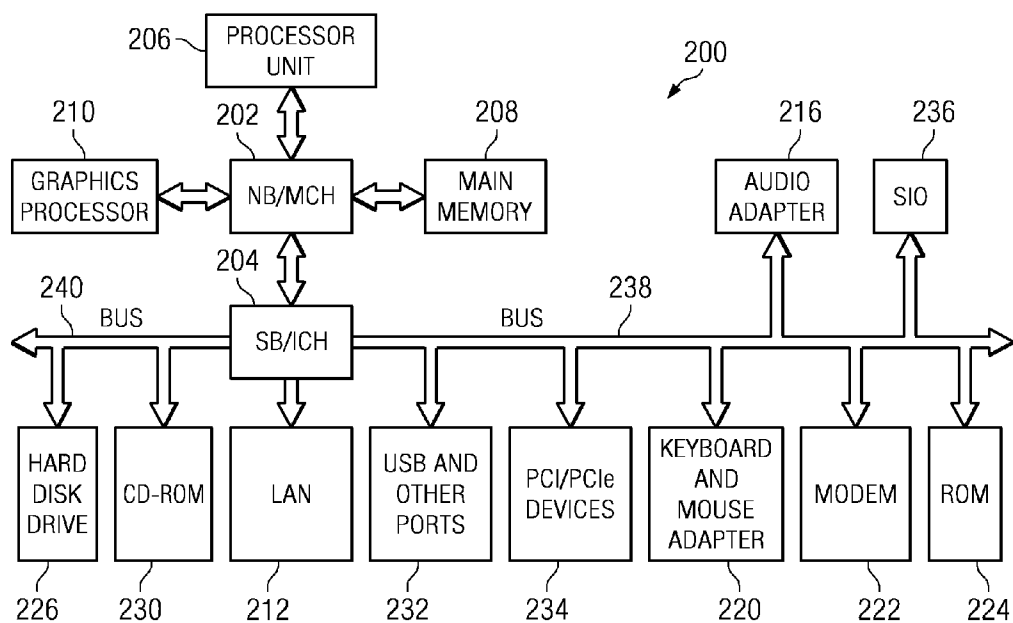 206
PROCESSOR
UNIT
200
210
202
208
216
236
GRAPHICS
PROCESSOR
NB/MCH
MAIN
MEMORY
AUDIO
ADAPTER
SIO
204
240
238
BUS
SB/ICH
BUS
HARD
DISK
DRIVE
CD-ROM
LAN
USB AND
OTHER
PORTS
PCI/PCIe
DEVICES
KEYBOARD
AND
MOUSE
ADAPTER
MODEM
ROM
226
230
212
232
234
220
222
224